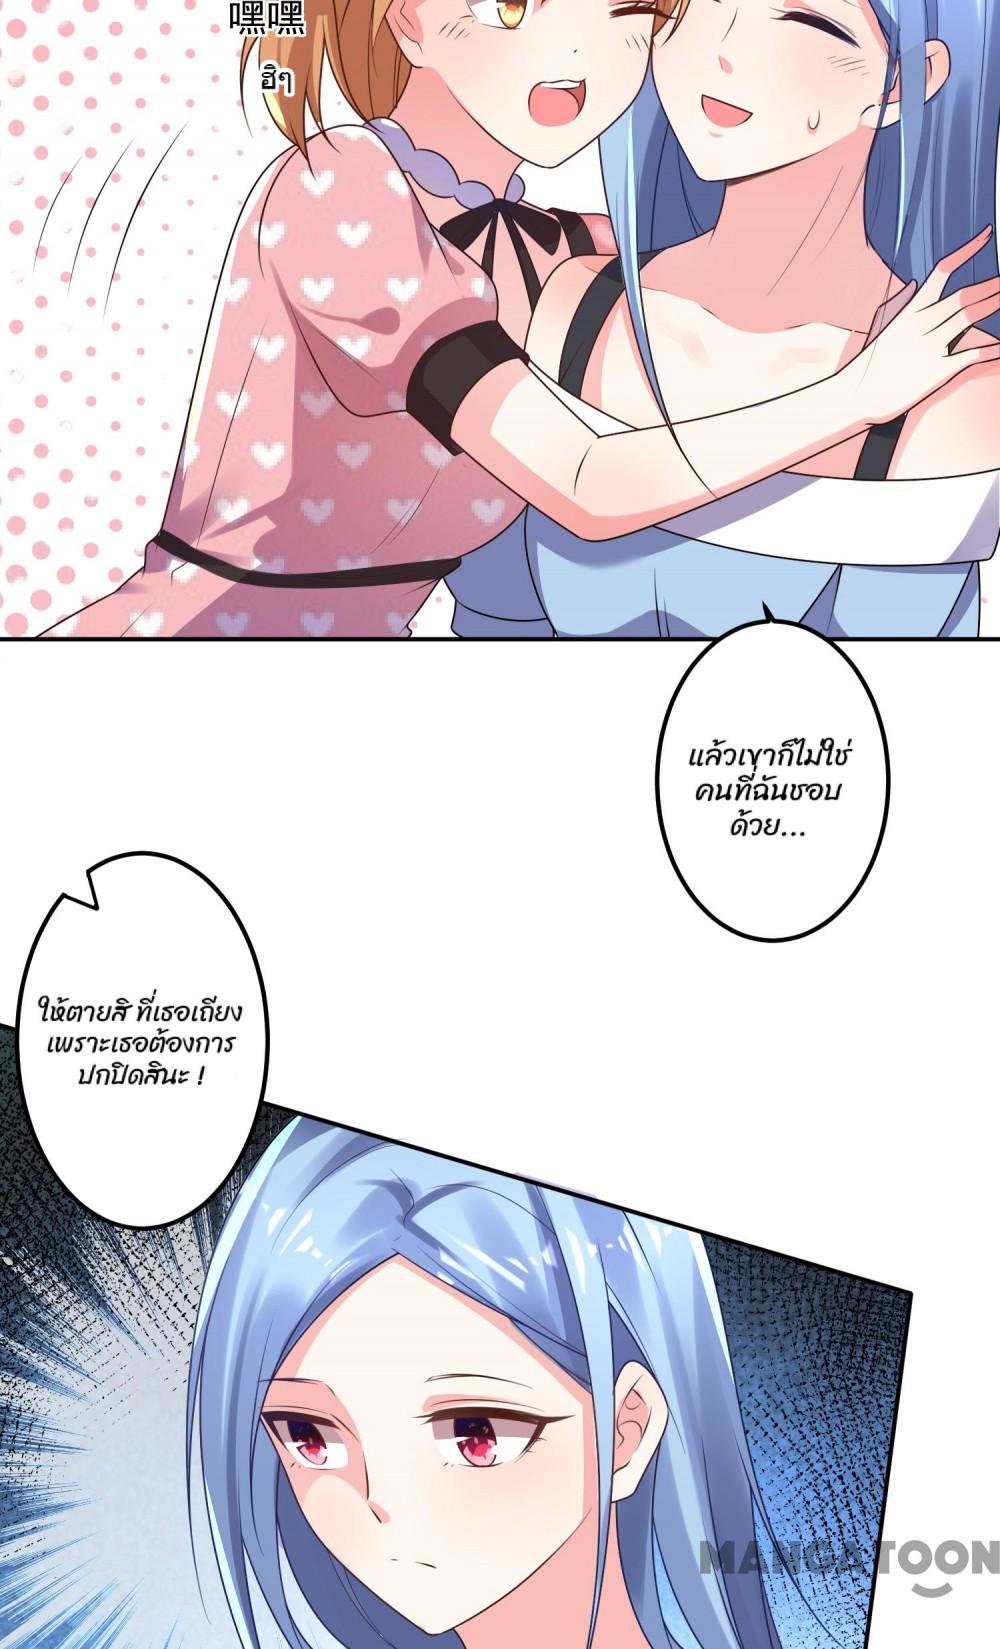 嘿嘿
ฮิๆ
แล้วเขาก็ไม่ใช่
คนที่ฉันชอบ
ด้วย...
ให้ตายสิ ที่เธอเถียง
เพราะเธอต้องการ
ปกปิดสินะ !
MANGATOON